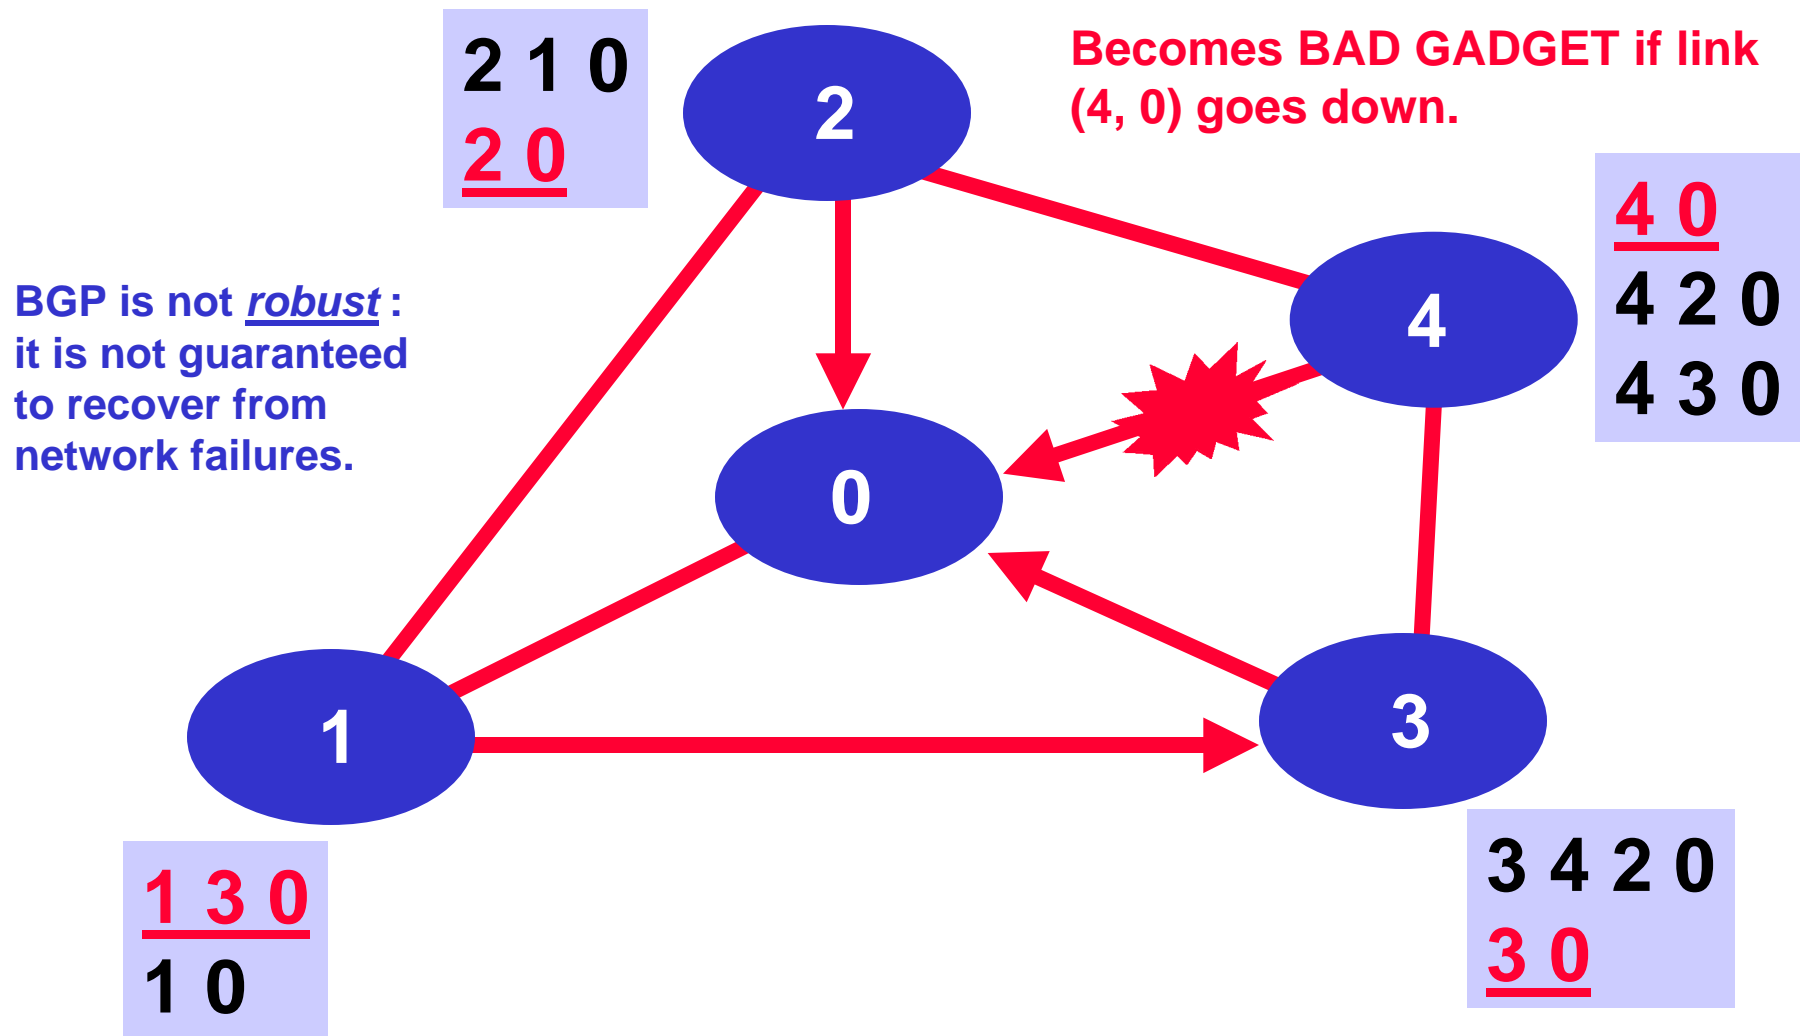 2 1 0
2 0
2
Becomes BAD GADGET if link
(4, 0) goes down.
4 0
4 2 0
4 3 0
4
BGP is not robust :
it is not guaranteed
to recover from
network failures.
0
1
3
1 3 0
1 0
3 4 2 0
3 0